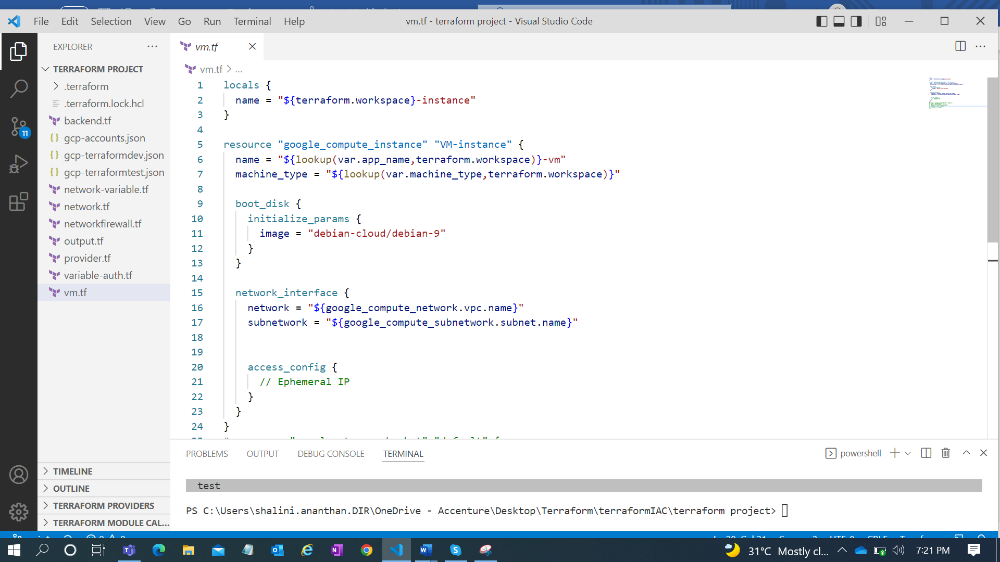 File Edit Selection View Go Run Terminal Help
vm.tf - terraform project - Visual Studio Code
EXPLORER
TERRAFORM PROJECT
.terraform
.terraform.lock.hcl
backend.tf
gcp-accounts.json
gcp-terraformdev.json
gcp-terraformtest.json
network-variable.tf
network.tf
networkfirewall.tf
output.tf
provider.tf
variable-auth.tf
vm.tf
11
TIMELINE
OUTLINE
TERRAFORM PROVIDERS
TERRAFORM MODULE CAL...
vm.tf
vm.tf > ...
1 locals {
2 name = "${terraform.workspace}-instance"
3 }
4
5 resource "google_compute_instance" "VM-instance" {
6 name = "${lookup(var.app_name,terraform.workspace)}-vm"
7 machine_type = "${lookup(var.machine_type,terraform.workspace)}"
8
9 boot_disk {
10 initialize_params {
11 image = "debian-cloud/debian-9"
12 }
13 }
14
15 network_interface {
16 network = "${google_compute_network.vpc.name}"
17 subnetwork = "${google_compute_subnetwork.subnet.name}"
18
19
20 access_config {
21 // Ephemeral IP
22 }
23 }
24 }
PROBLEMS OUTPUT DEBUG CONSOLE TERMINAL
powershell
test
PS C:\Users\shalini.ananthan.DIR\OneDrive - Accenture\Desktop\Terraform\terraformIAC\terraform project>
31°C Mostly cl...
7:21 PM